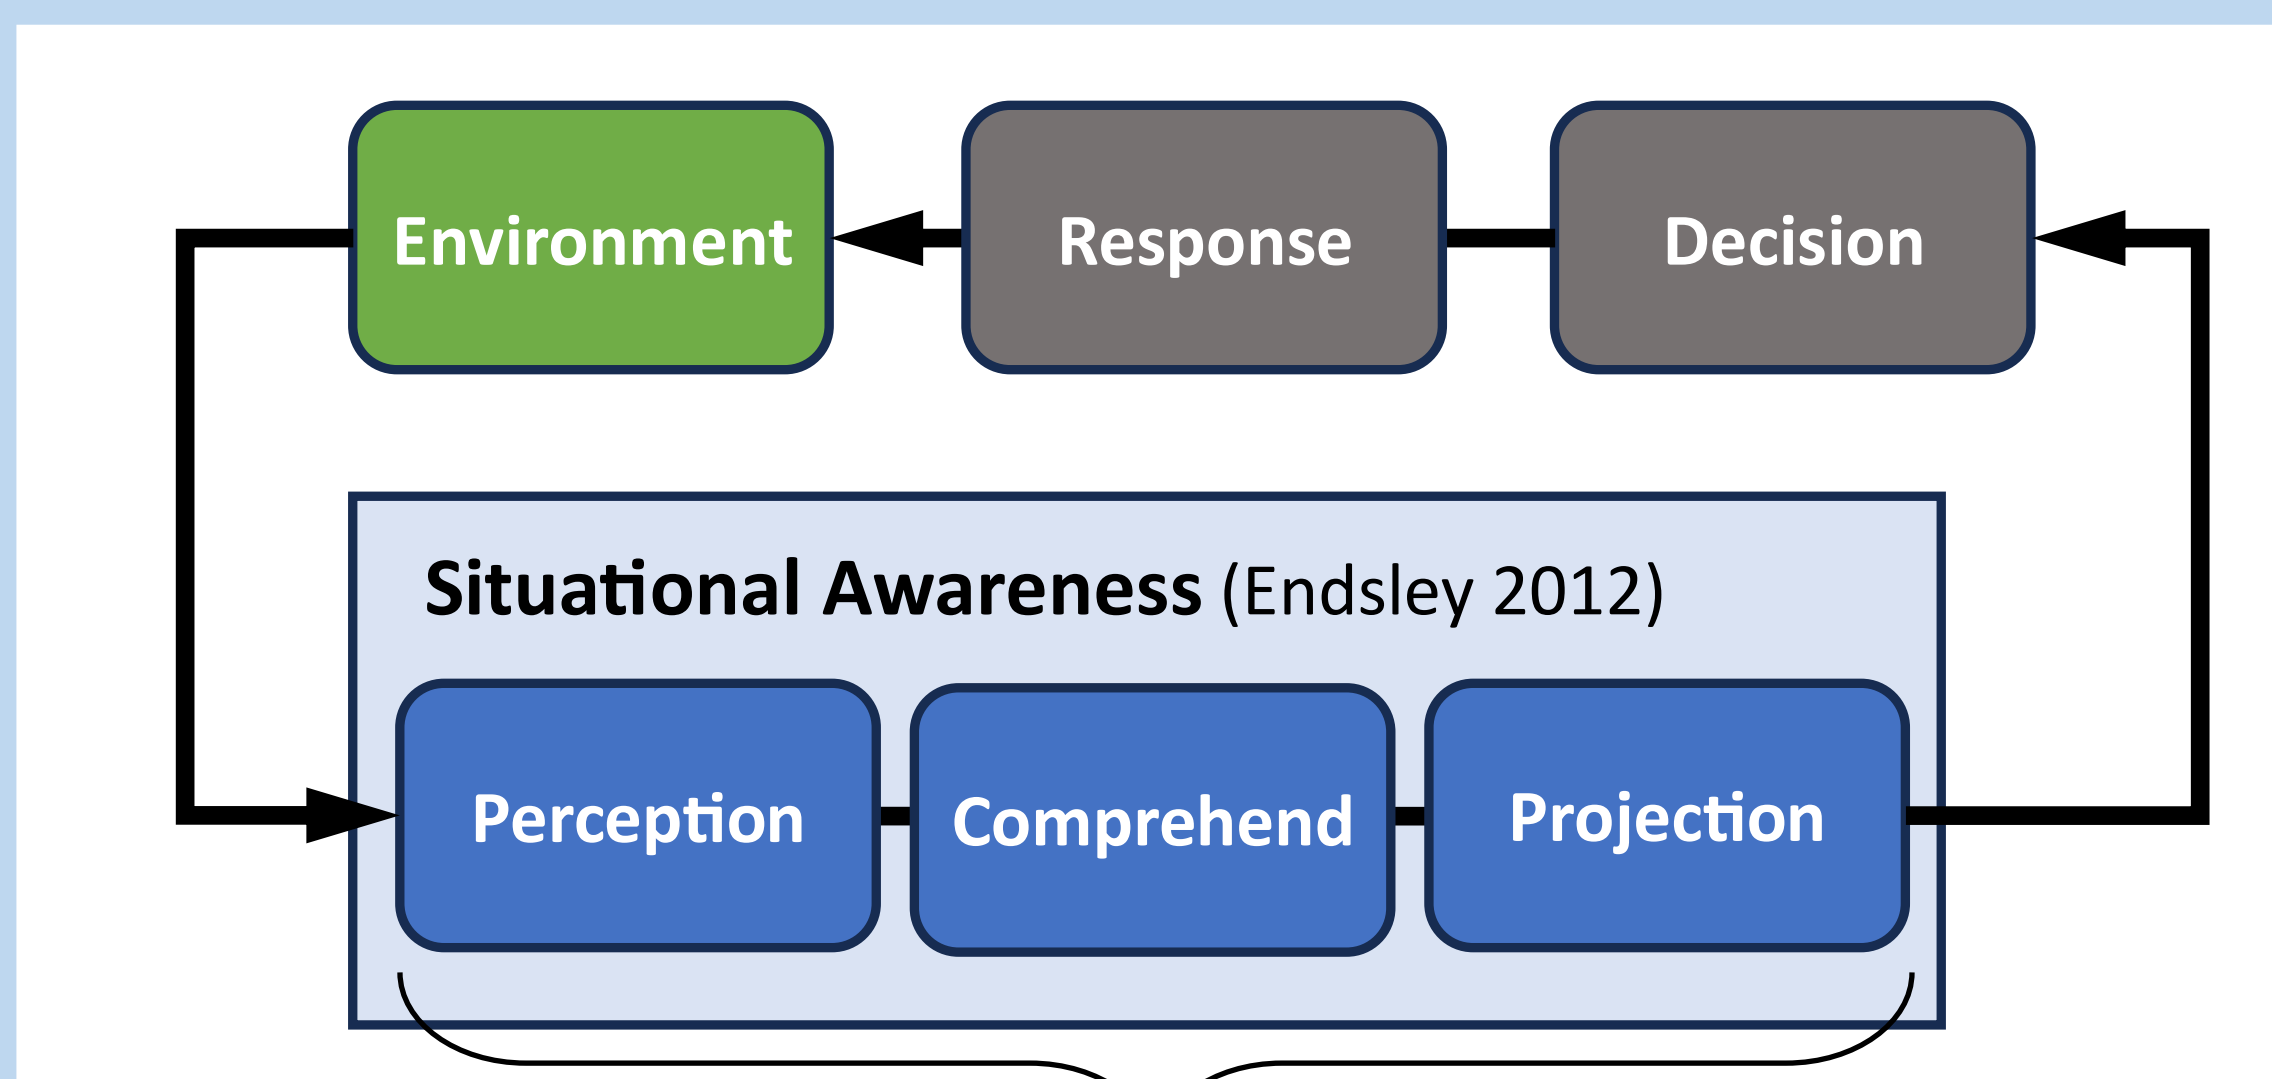 Environment
Response
Decision
Situational Awareness (Endsley 2012)
Perception
Comprehend
Projection